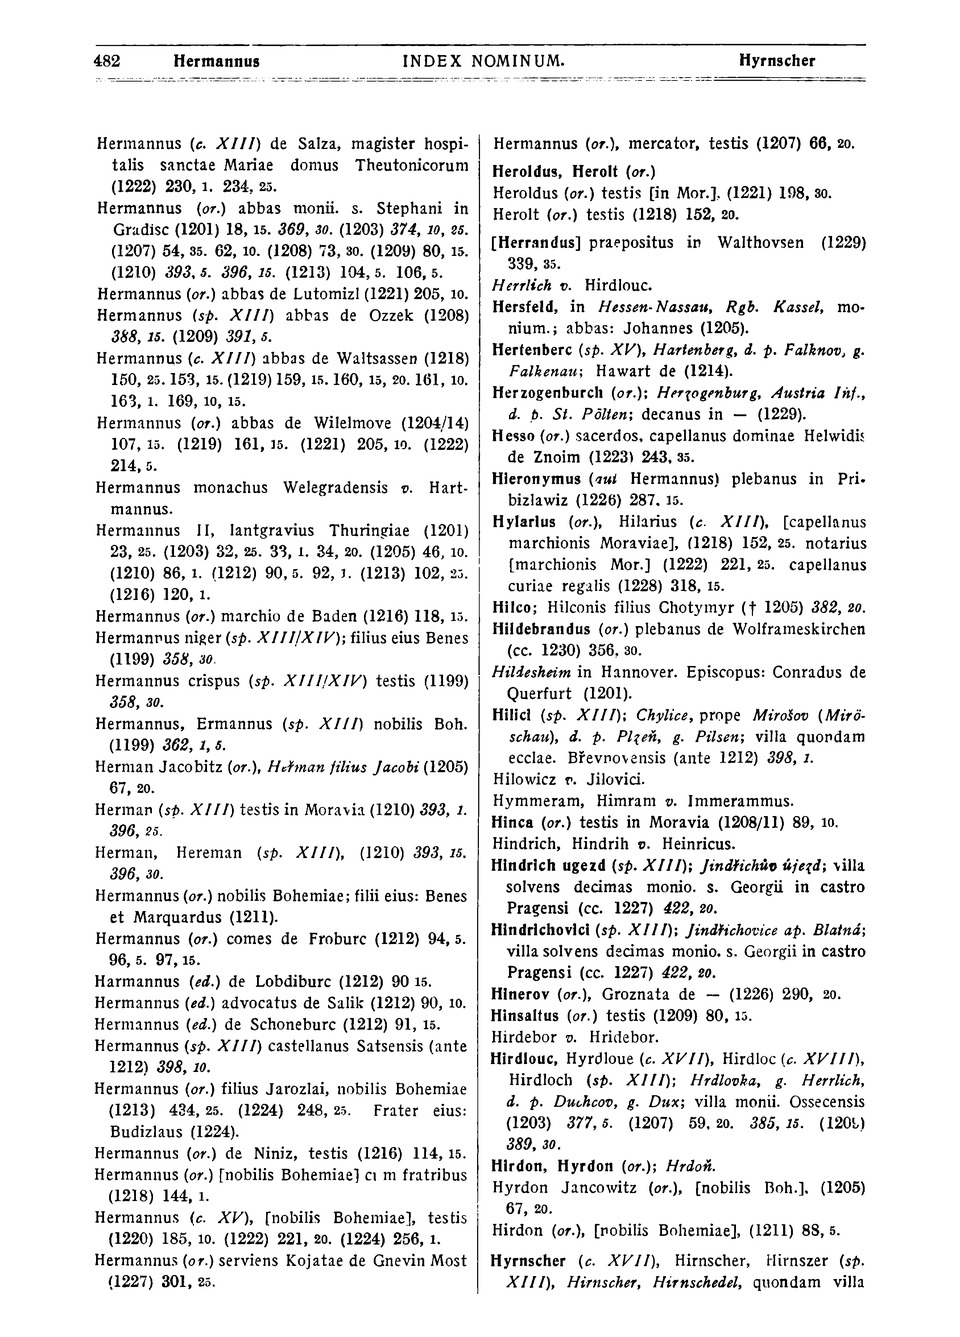 482 Hermannus INDEX NOMINUM. Hyrnscher
Hermannus (c. XIII) de Salza, magister hospi-
talis sanctae Mariae domus Theutonicorum
(1222) 230, 1. 234, 25.
Hermannus (or.) abbas monii. s. Stephani in
Gradisc (1201) 18, 15. 369, 30. (1203) 374, 10, 25.
(1207) 54, 35. 62, 10. (1208) 73, 30. (1209) 80, 15.
(1210) 393, 5. 396, 15. (1213) 104, 5. 106, 5.
Hermannus (or.) abbas de Lutomizl (1221) 205, 10.
Hermannus (sp. XIII) abbas de Ozzek (1208)
388, 15. (1209) 391, 5.
Hermannus (c. XIII) abbas de Waltsassen (1218)
150, 25. 153, 15. (1219) 159, 15. 160, 15, 20. 161, 10.
163, 1. 169, 10, 15.
Hermannus (or.) abbas de Wilelmove (1204/14)
107, 15. (1219) 161, 15. (1221) 205, 10. (1222)
214, 5.
Hermannus monachus Welegradensis v. Hart-
mannus.
Hermannus II, lantgravius Thuringiae (1201)
23, 25. (1203) 32, 25. 33, 1. 34, 20. (1205) 46, 10.
(1210) 86, 1. (1212) 90, 5. 92, 1. (1213) 102, 25.
(1216) 120, 1.
Hermannus (or.) marchio de Baden (1216) 118, 15.
Hermannus niger (sp. XIII/XIV); filius eius Benes
(1199) 358, 30.
Hermannus crispus (sp. XIII/XIV) testis (1199)
358, 30.
Hermannus, Ermannus (sp. XIII) nobilis Boh.
(1199) 362, 1, 5.
Herman Jacobitz (or.), Heřman filius Jacobi (1205)
67, 20.
Herman (sp. XIII) testis in Moravia (1210) 393, 1.
396, 25.
Herman, Hereman (sp. XIII), (1210) 393, 15.
396, 30.
Hermannus (or.) nobilis Bohemiae; filii eius: Benes
et Marquardus (1211).
Hermannus (or.) comes de Froburc (1212) 94, 5.
96, 5. 97, 15.
Harmannus (ed.) de Lobdiburc (1212) 90 15.
Hermannus (ed.) advocatus de Salik (1212) 90, 10.
Hermannus (ed.) de Schoneburc (1212) 91, 15.
Hermannus (sp. XIII) castellanus Satsensis (ante
1212) 398, 10.
Hermannus (or.) filius Jarozlai, nobilis Bohemiae
(1213) 434, 25. (1224) 248, 25. Frater eius:
Budizlaus (1224).
Hermannus (or.) de Niniz, testis (1216) 114, 15.
Hermannus (or.) [nobilis Bohemiae] cum fratribus
(1218) 144, 1.
Hermannus (c. XV), [nobilis Bohemiae], testis
(1220) 185, 10. (1222) 221, 20. (1224) 256, 1.
Hermannus (or.) serviens Kojatae de Gnevin Most
(1227) 301, 25.
Hermannus (or.), mercator, testis (1207) 66, 20.
Heroldus, Herolt (or.)
Heroldus (or.) testis [in Mor.], (1221) 198, 30.
Herolt (or.) testis (1218) 152, 20.
[Herrandus] praepositus in Walthovsen (1229)
339, 35.
Herrlich v. Hirdlouc.
Hersfeld, in Hessen-Nassau, Rgb. Kassel, mo-
nium.; abbas: Johannes (1205).
Hertenberc (sp. XV), Hartenberg, d. p. Falknov, g.
Falkenau; Hawart de (1214).
Herzogenburch (or.); Herzogenburg, Austria Inf.,
d. p. St. Pölten; decanus in — (1229).
Hesso (or.) sacerdos, capellanus dominae Helwidis
de Znoim (1223) 243, 35.
Hieronymus (aut Hermannus) plebanus in Pri-
bizlawiz (1226) 287, 15.
Hylarius (or.), Hilarius (c. XIII), [capellanus
marchionis Moraviae], (1218) 152, 25. notarius
[marchionis Mor.] (1222) 221, 25. capellanus
curiae regalis (1228) 318, 15.
Hilco; Hilconis filius Chotymyr († 1205) 382, 20.
Hildebrandus (or.) plebanus de Wolframeskirchen
(cc. 1230) 356, 30.
Hildesheim in Hannover. Episcopus: Conradus de
Querfurt (1201).
Hilici (sp. XIII); Chylice, prope Mirošov (Mirö-
schau), d. p. Plzeň, g. Pilsen; villa quondam
ecclae. Břevnovensis (ante 1212) 398, 1.
Hilowicz v. Jilovici.
Hymmeram, Himram v. Immerammus.
Hinca (or.) testis in Moravia (1208/11) 89, 10.
Hindrich, Hindrih v. Heinricus.
Hindrich ugezd (sp. XIII); Jindřichův újezd; villa
solvens decimas monio. s. Georgii in castro
Pragensi (cc. 1227) 422, 20.
Hindrichovici (sp. XIII); Jindřichovice ap. Blatná;
villa solvens decimas monio. s. Georgii in castro
Pragensi (cc. 1227) 422, 20.
Hinerov (or.), Groznata de — (1226) 290, 20.
Hinsaltus (or.) testis (1209) 80, 15.
Hirdebor v. Hridebor.
Hirdlouc, Hyrdloue (c. XVII), Hirdloc (c. XVIII),
Hirdloch (sp. XIII); Hrdlovka, g. Herrlich,
d. p. Duchcov, g. Dux; villa monii. Ossecensis
(1203) 377, 5. (1207) 59, 20. 385, 15. (1208)
389, 30.
Hirdon, Hyrdon (or.); Hrdoň.
Hyrdon Jancowitz (or.), [nobilis Boh.], (1205)
67, 20.
Hirdon (or.), [nobilis Bohemiae], (1211) 88, 5.
Hyrnscher (c. XVII), Hirnscher, Hirnszer (sp.
XIII), Hirnscher, Hirnschedel, quondam villa